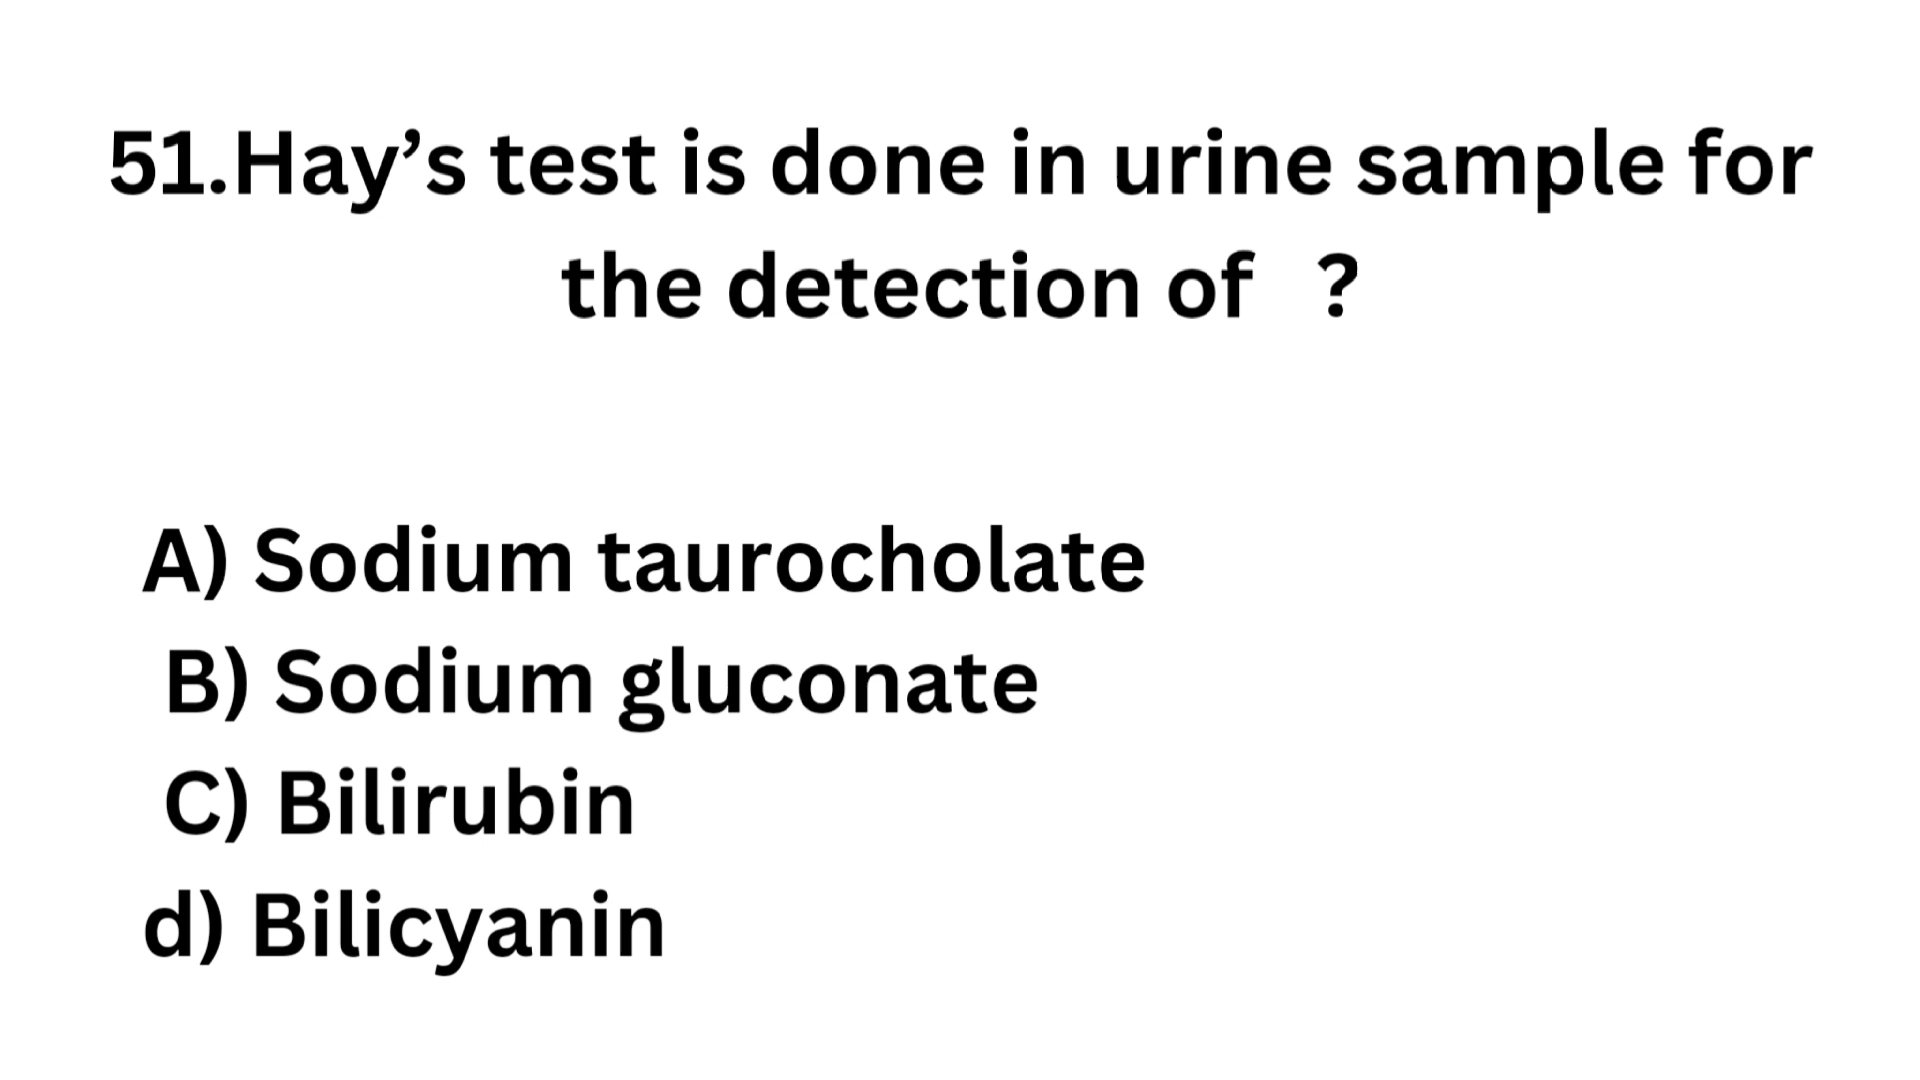 51.Hay’s test is done in urine sample for
the detection of ?
A) Sodium taurocholate
B) Sodium gluconate
C) Bilirubin
d) Bilicyanin